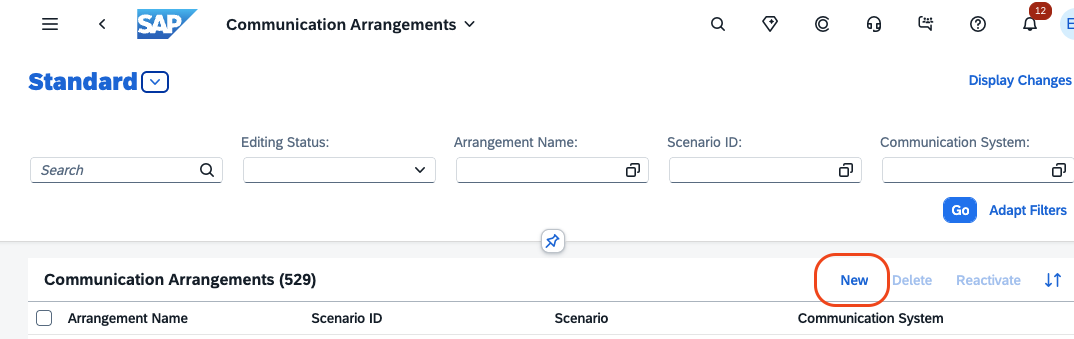 SAP Communication Arrangements 12 E
Standard Display Changes
Editing Status: Arrangement Name: Scenario ID: Communication System:
Search
Go Adapt Filters
Communication Arrangements (529) New Delete Reactivate
Arrangement Name Scenario ID Scenario Communication System